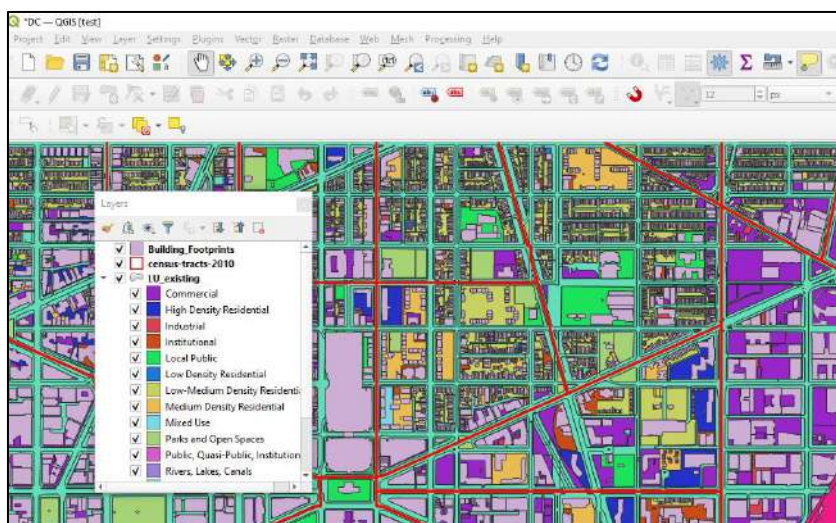 *DC — QGIS [test]
Project Edit View Layer Settings Plugins Vector Raster Database Web Mesh Processing Help
12 px
Layers
Building_Footprints
census-tracts-2010
LU_existing
Commercial
High Density Residential
Industrial
Institutional
Local Public
Low Density Residential
Low-Medium Density Residentia
Medium Density Residential
Mixed Use
Parks and Open Spaces
Public, Quasi-Public, Institution
Rivers, Lakes, Canals